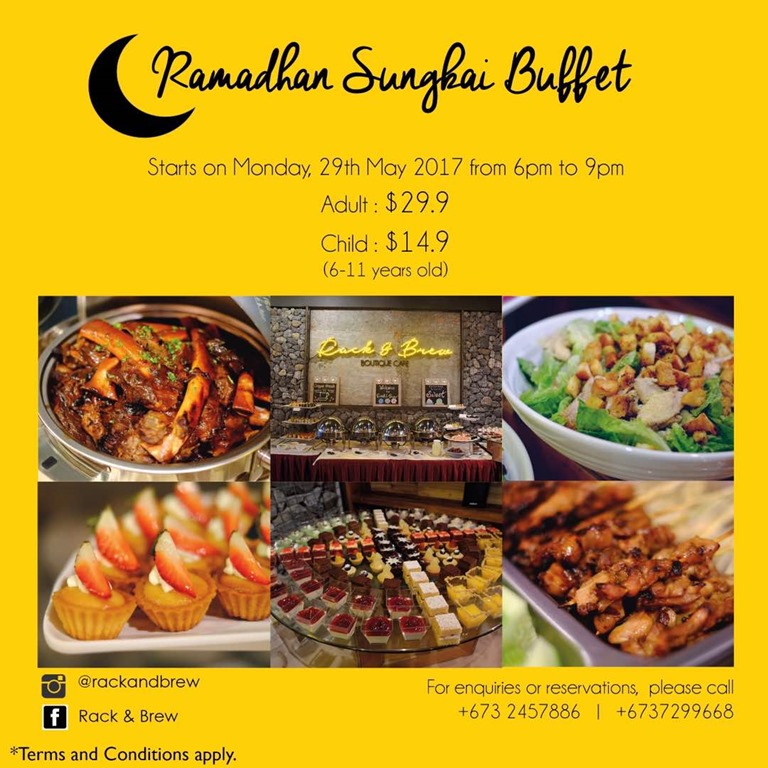 Ramadhan Sungkai Buffet
Starts on Monday, 29th May 2017 from 6pm to 9pm
Adult : $29.9
Child : $14.9
(6-11 years old)
Rack & Brew
BOUTIQUE CAFE
@rackandbrew
Rack & Brew
For enquiries or reservations, please call
+673 2457886 | +6737299668
*Terms and Conditions apply.